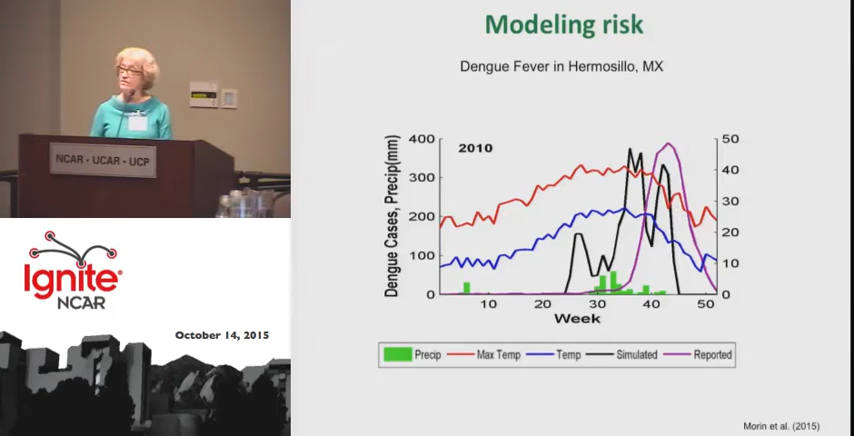 Modeling risk
Dengue Fever in Hermosillo, MX
NCAR - UCAR - UCP
Ignite
NCAR
October 14, 2015
2010
Dengue Cases, Precip(mm)
400
300
200
100
0
50
40
30
20
10
0
10 20 30 40 50
Week
Precip Max Temp Temp Simulated Reported
Morin et al. (2015)